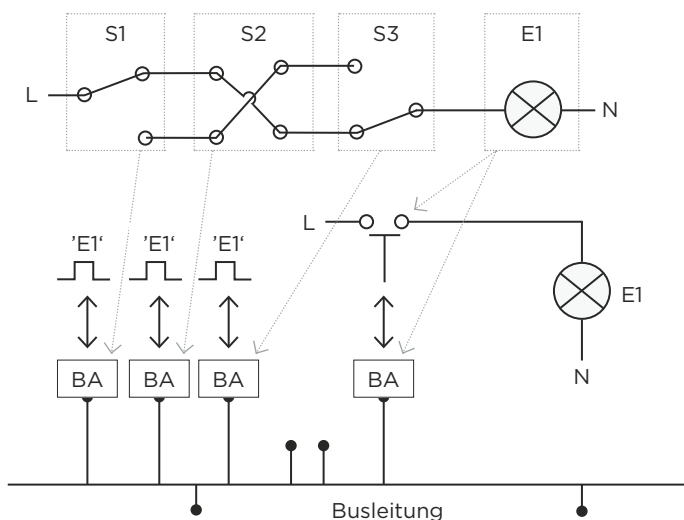 S1 S2 S3 E1
L N
L
'E1‘ 'E1‘ 'E1‘
E1
BA BA BA BA
N
Busleitung